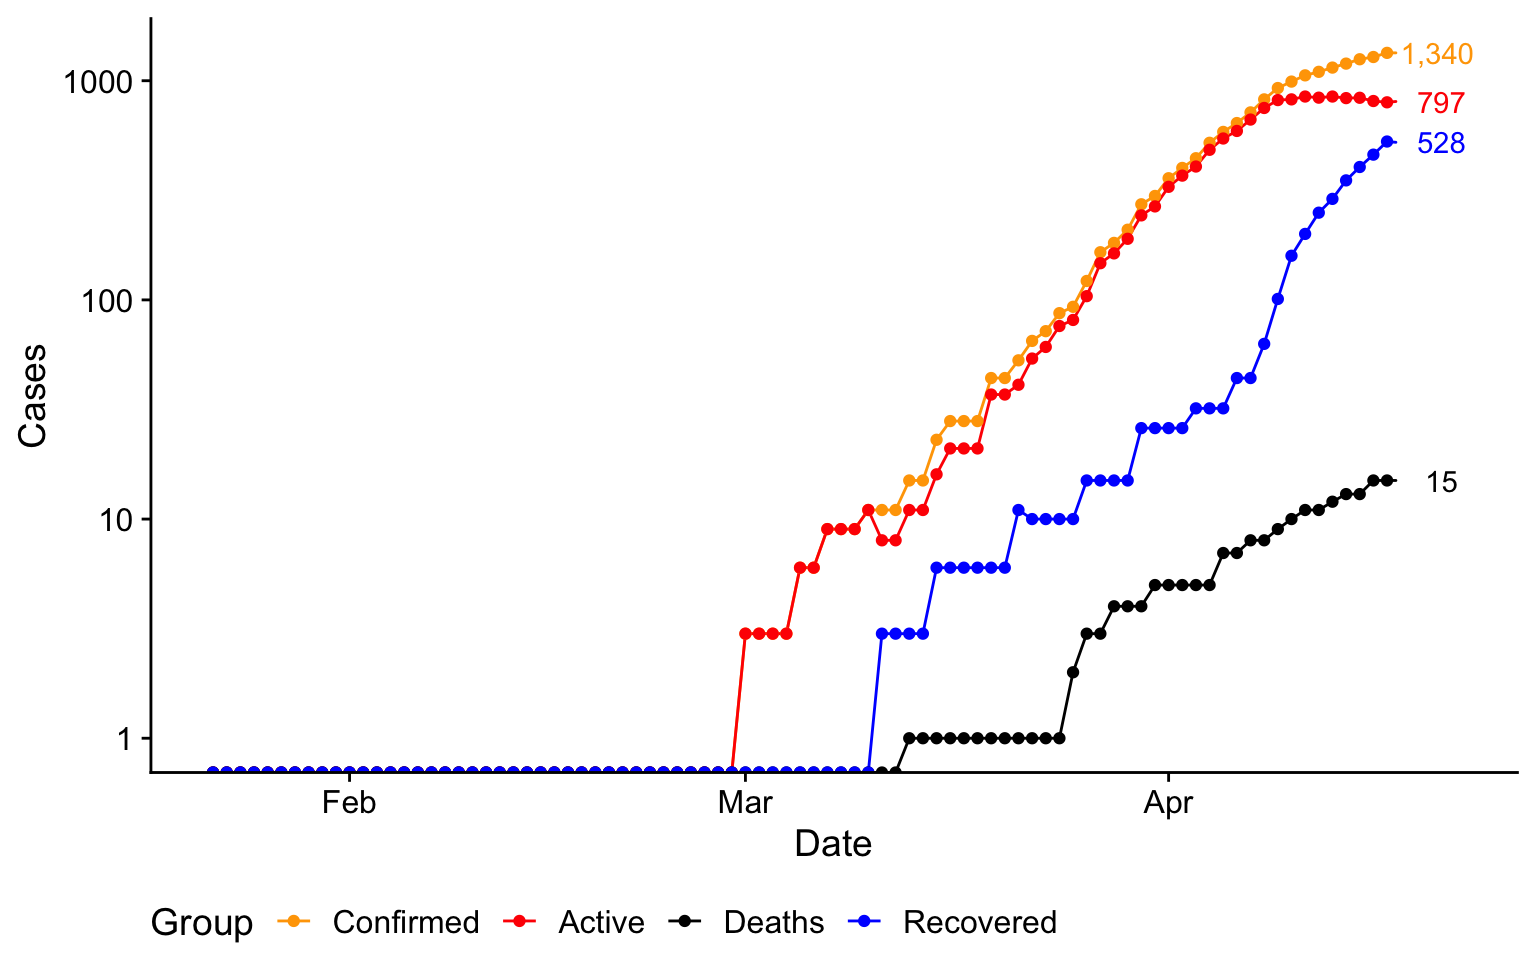 1000
100
10
1
Cases
1,340
797
528
15
Feb Mar Apr
Date
Group Confirmed Active Deaths Recovered